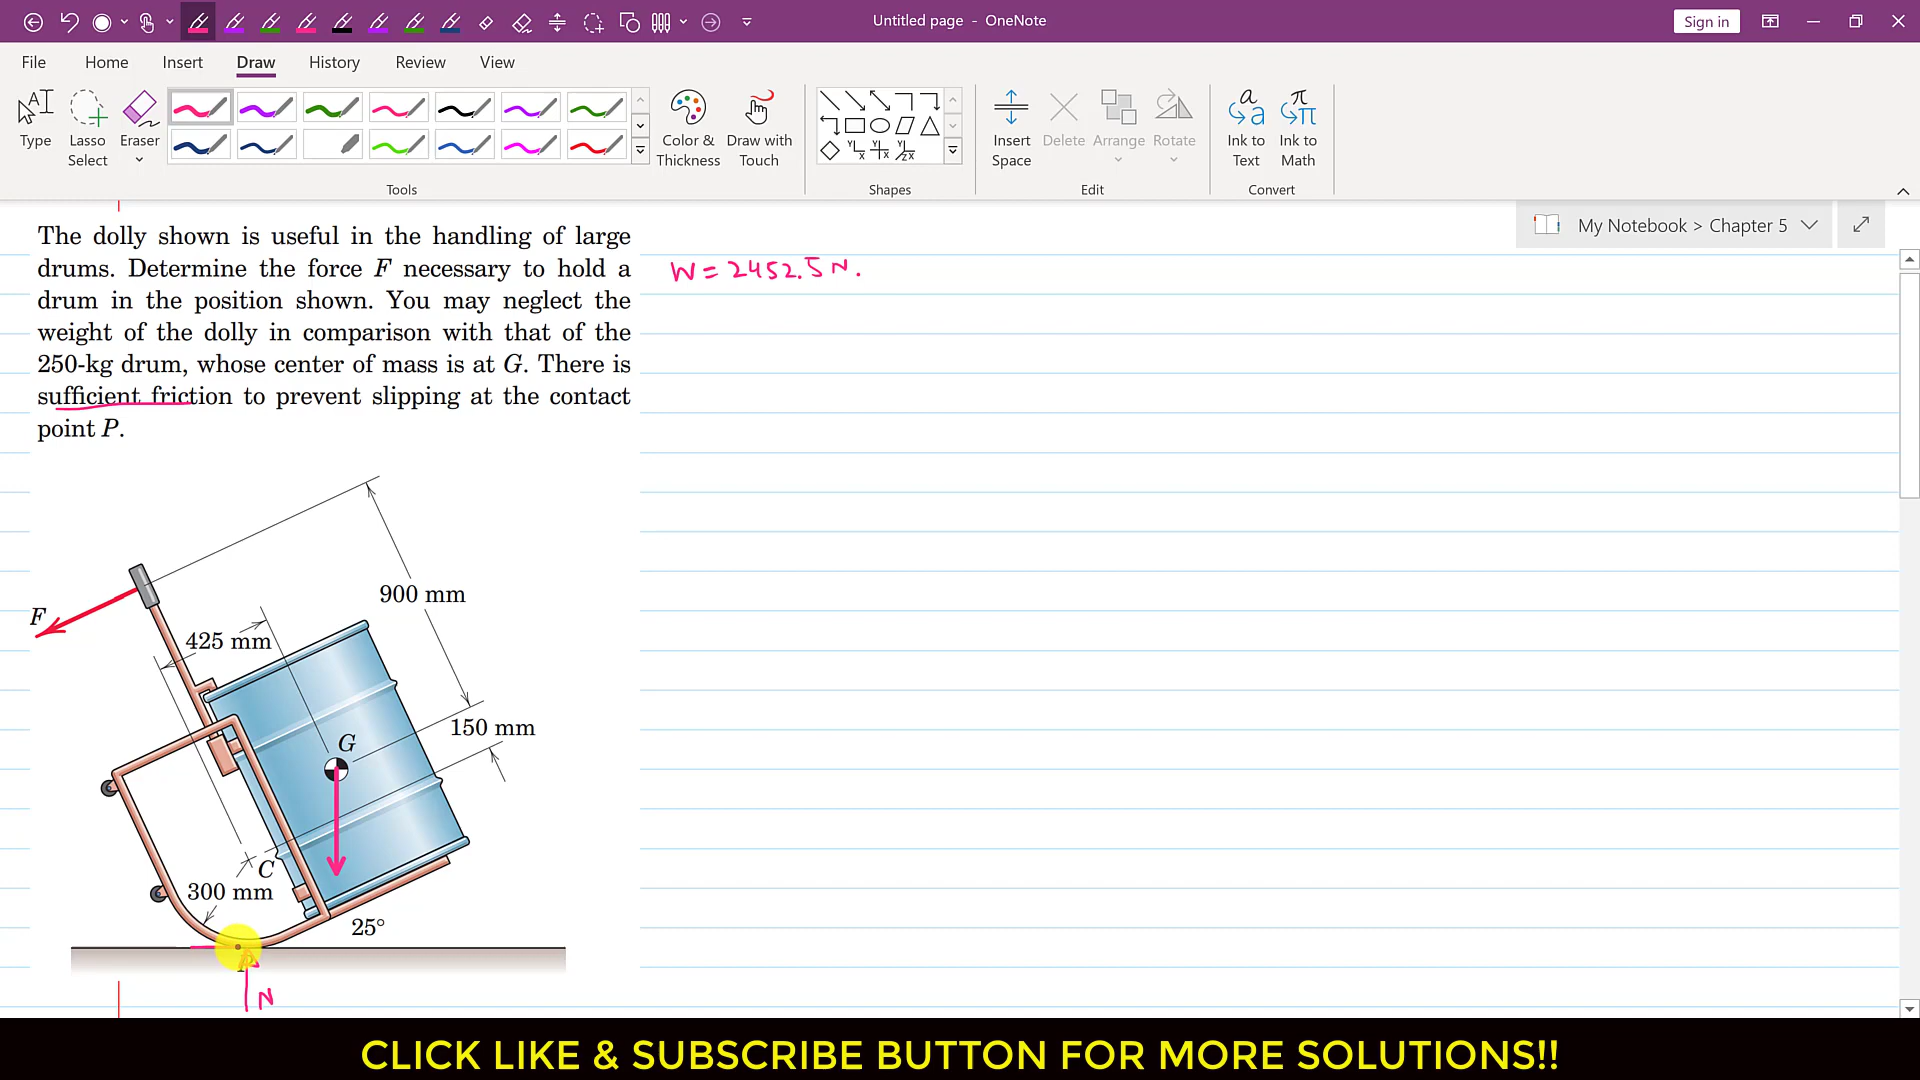 Untitled page - OneNote
Sign in
File Home Insert Draw History Review View
Type
Lasso Select
Eraser
Color & Thickness
Draw with Touch
Insert Space
Delete
Arrange
Rotate
Ink to Text
Ink to Math
Tools
Shapes
Edit
Convert
My Notebook > Chapter 5
The dolly shown is useful in the handling of large
drums. Determine the force F necessary to hold a
drum in the position shown. You may neglect the
weight of the dolly in comparison with that of the
250-kg drum, whose center of mass is at G. There is
sufficient friction to prevent slipping at the contact
point P.
W = 2452.5 N.
900 mm
F
425 mm
150 mm
G
C
300 mm
25°
P
N
CLICK LIKE & SUBSCRIBE BUTTON FOR MORE SOLUTIONS!!